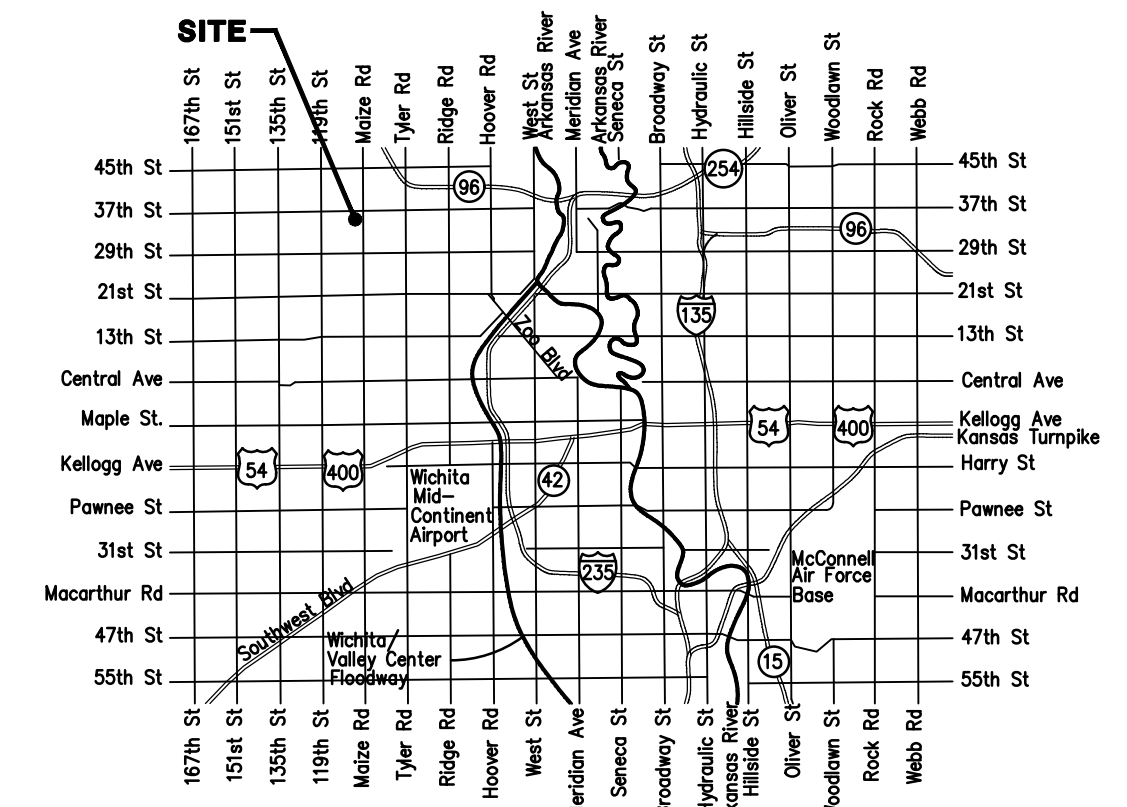 SITE
167th St
151st St
135th St
119th St
Maize Rd
Tyler Rd
Ridge Rd
Hoover Rd
West St
Arkansas River
Meridian Ave
Arkansas River
Seneca St
Broadway St
Hydraulic St
Hillside St
Oliver St
Woodlawn St
Rock Rd
Webb Rd
45th St
254
45th St
96
37th St
37th St
96
29th St
29th St
21st St
21st St
135
13th St
Zoo Blvd
13th St
Central Ave
Central Ave
Maple St.
54
400
Kellogg Ave
Kansas Turnpike
Kellogg Ave
54
400
Harry St
Wichita
Mid-
Continent
Airport
42
Pawnee St
Pawnee St
31st St
31st St
235
McConnell
Air Force
Base
Macarthur Rd
Southwest Blvd
Macarthur Rd
47th St
47th St
Wichita/
Valley Center
Floodway
15
55th St
55th St
167th St
151st St
135th St
119th St
Maize Rd
Tyler Rd
Ridge Rd
Hoover Rd
West St
eridian Ave
Seneca St
Broadway St
Hydraulic St
kansas River
Hillside St
Oliver St
oodlawn St
Rock Rd
Webb Rd